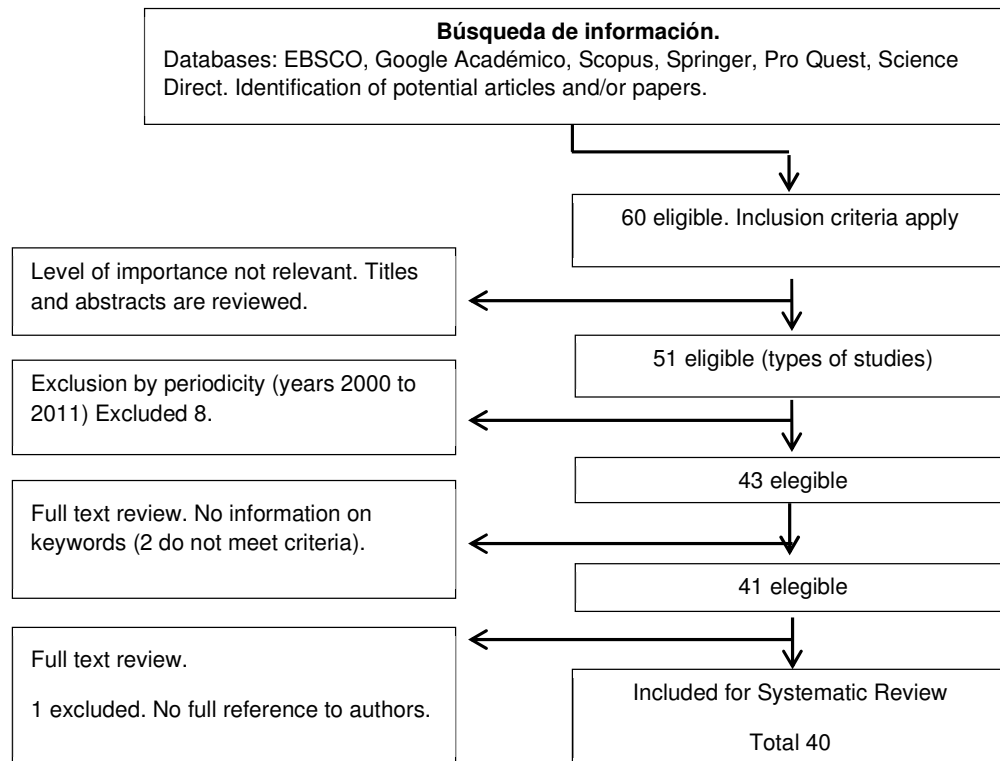 Búsqueda de información.
Databases: EBSCO, Google Académico, Scopus, Springer, Pro Quest, Science
Direct. Identification of potential articles and/or papers.
60 eligible. Inclusion criteria apply
Level of importance not relevant. Titles
and abstracts are reviewed.
51 eligible (types of studies)
Exclusion by periodicity (years 2000 to
2011) Excluded 8.
43 elegible
Full text review. No information on
keywords (2 do not meet criteria).
41 elegible
Full text review.
1 excluded. No full reference to authors.
Included for Systematic Review
Total 40